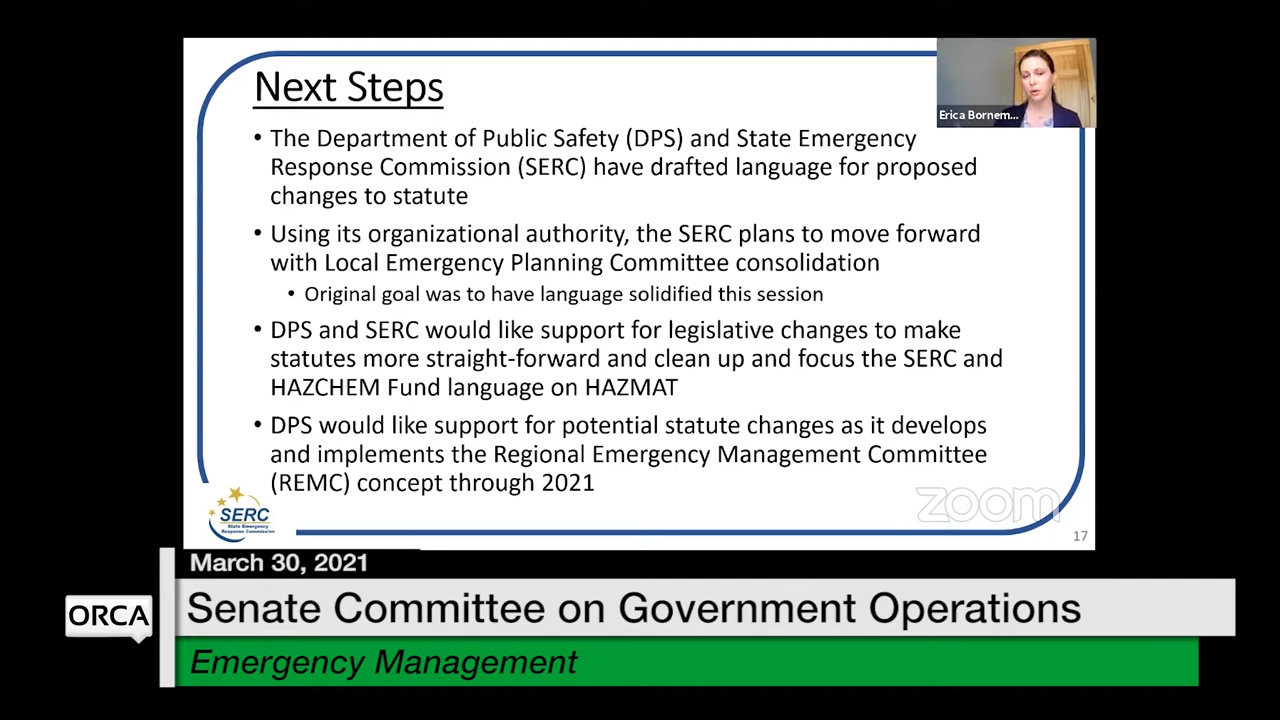 Next Steps
Erica Bornem...
• The Department of Public Safety (DPS) and State Emergency
Response Commission (SERC) have drafted language for proposed
changes to statute
• Using its organizational authority, the SERC plans to move forward
with Local Emergency Planning Committee consolidation
• Original goal was to have language solidified this session
• DPS and SERC would like support for legislative changes to make
statutes more straight-forward and clean up and focus the SERC and
HAZCHEM Fund language on HAZMAT
• DPS would like support for potential statute changes as it develops
and implements the Regional Emergency Management Committee
(REMC) concept through 2021
SERC
State Emergency
Response Commission
zoom
17
March 30, 2021
ORCA
Senate Committee on Government Operations
Emergency Management